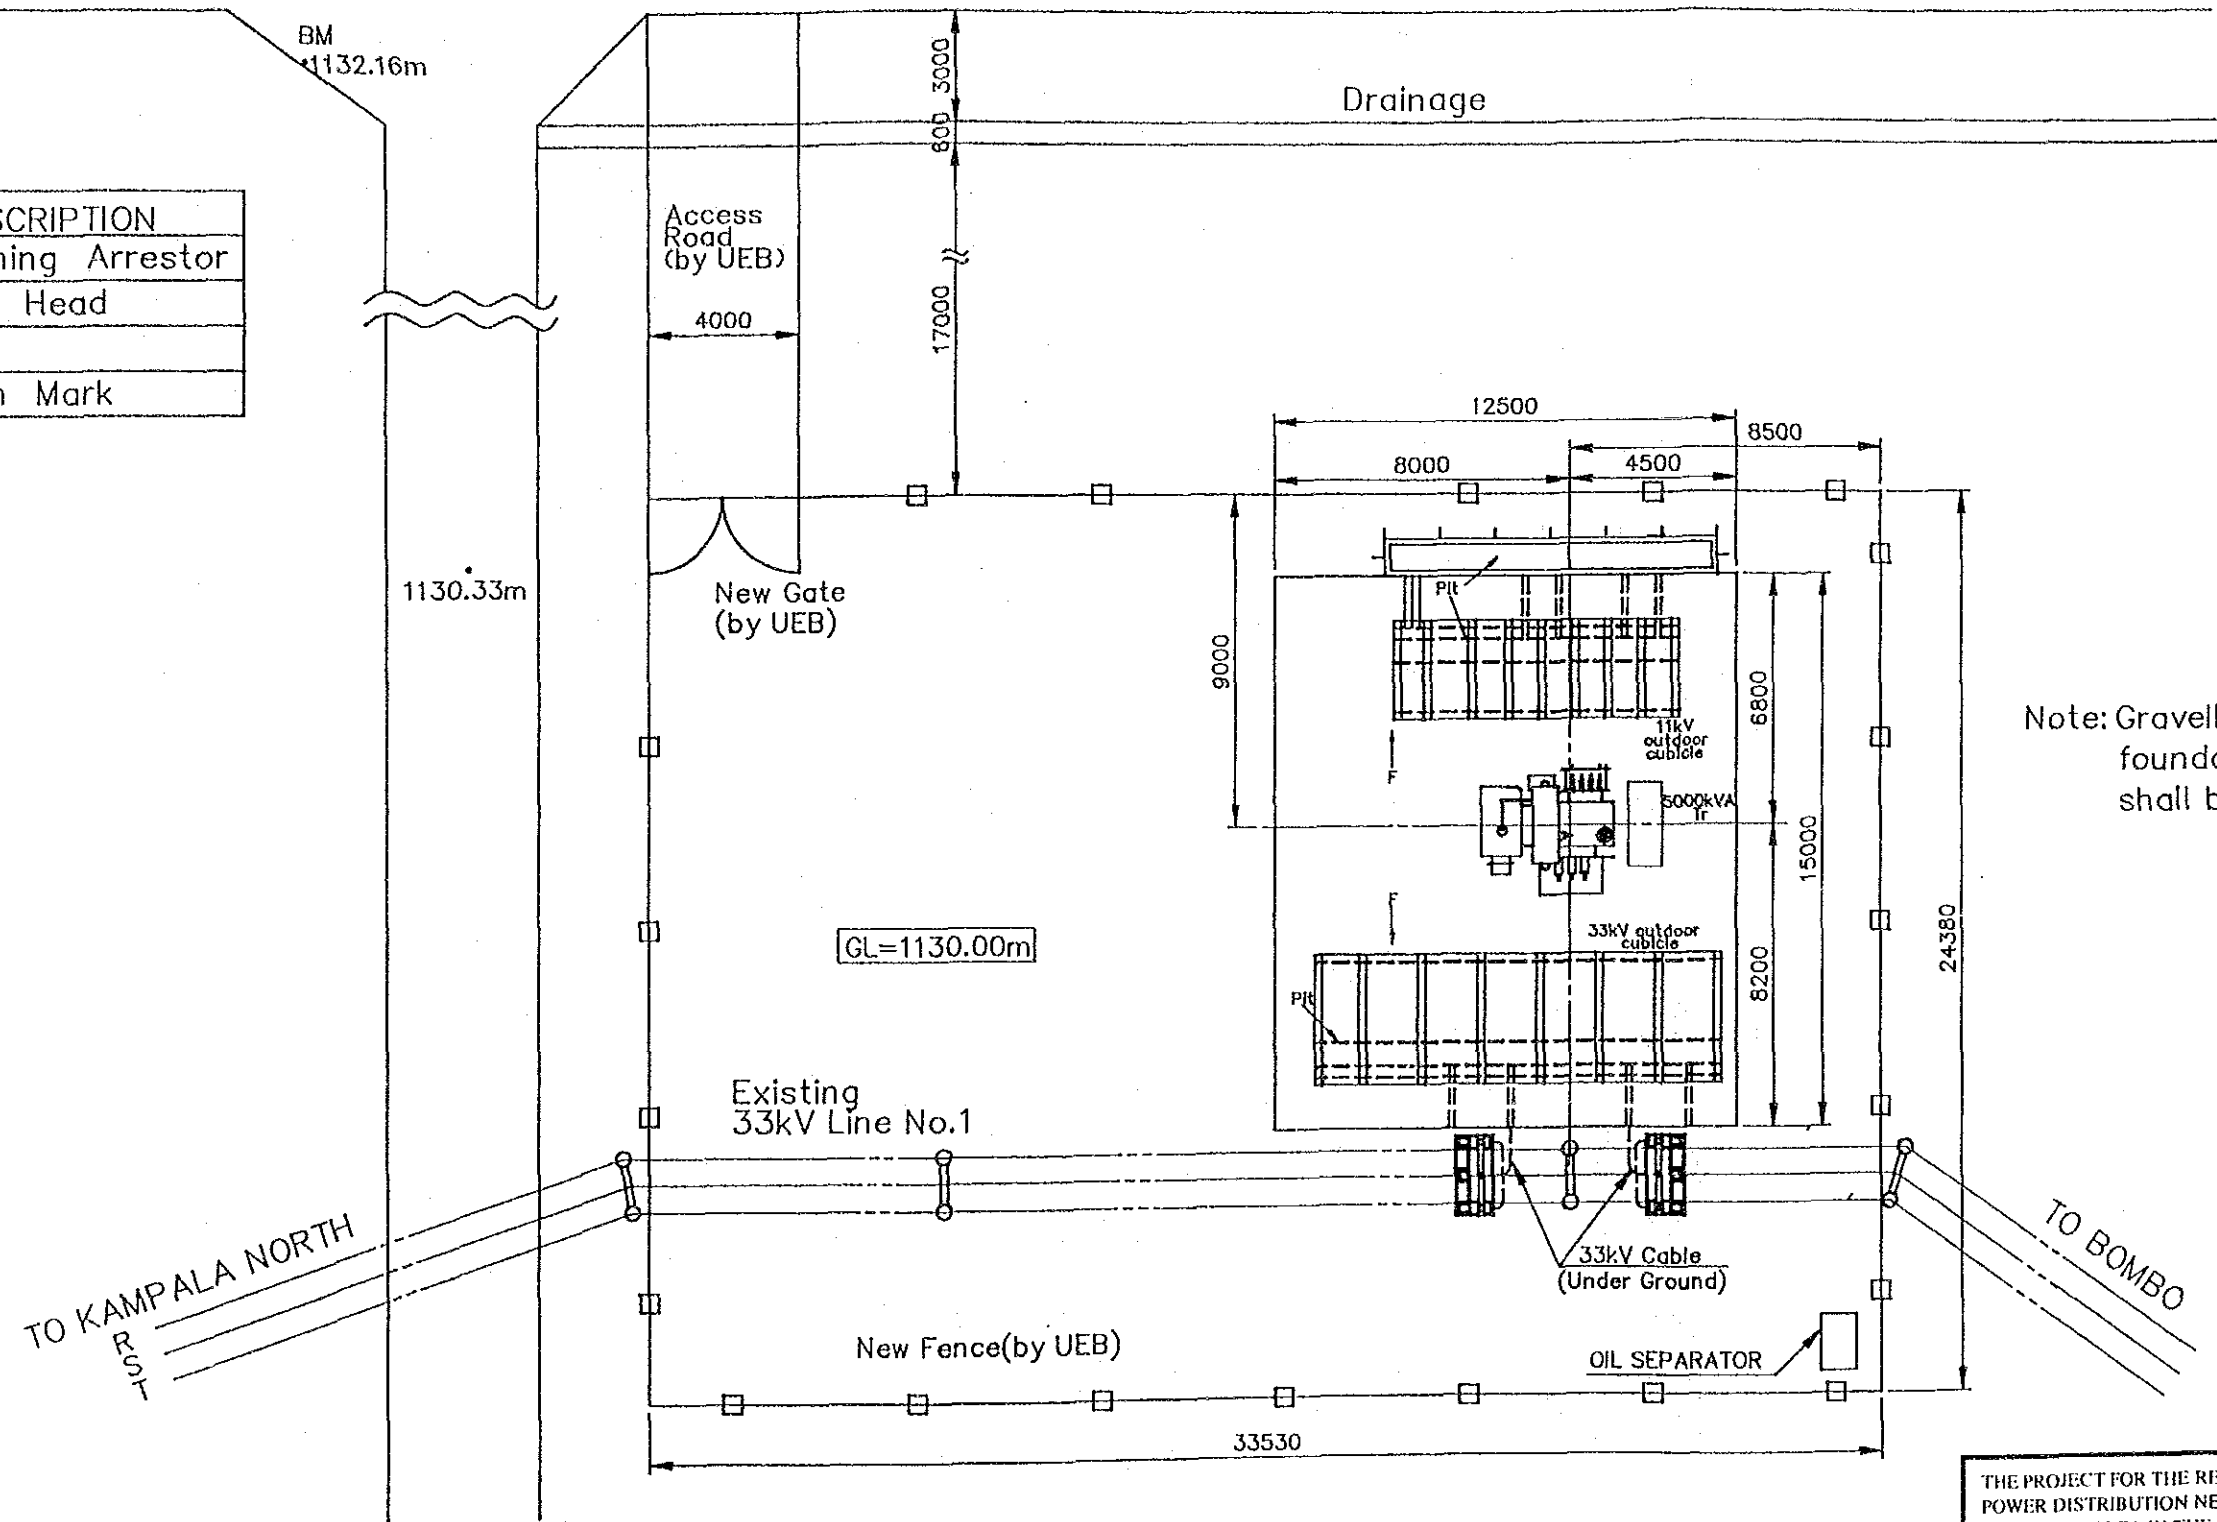 BM
1132.16m
3000
Drainage
800
SCRIPTION
ning Arrestor
Head
n Mark
Access
Road
(by UEB)
4000
17000
12500
8500
8000
4500
1130.33m
New Gate
(by UEB)
Pit
9000
6800
11kV
outdoor
cubicle
F
Note: Gravell
founda
shall b
5000kVA
Tr
15000
F
GL=1130.00m
33kV outdoor
cubicle
24380
8200
Pit
Existing
33kV Line No.1
TO KAMPALA NORTH
R
S
T
TO BOMBO
33kV Cable
(Under Ground)
New Fence(by UEB)
OIL SEPARATOR
33530
THE PROJECT FOR THE RE
POWER DISTRIBUTION NE